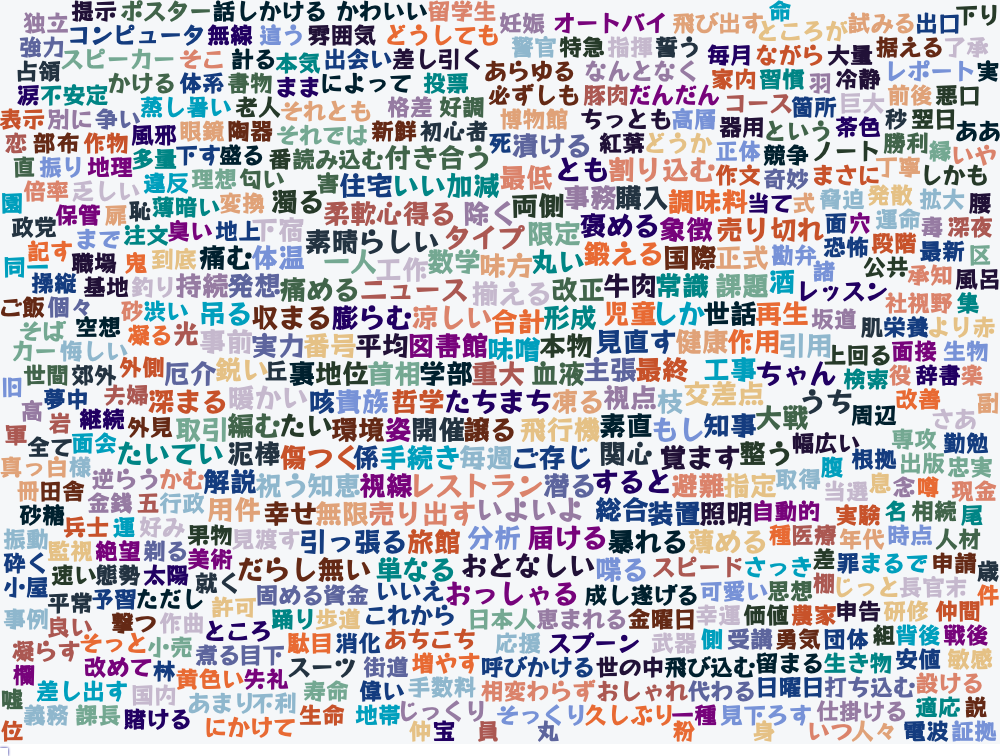 独立 提示 ポスター 話しかける かわいい 留学生 妊娠 オートバイ 飛び出す 命 ところが 試みる 出口 下り
強力 コンピュータ 無線 違う 雰囲気 どうしても 警官 特急 指揮 誓う 毎月 ながら 大量 据える 了承
占領 スピーカー そこ 計る 本気 出会い 差し引く あらゆる なんとなく 家内 習慣 羽 冷静 レポート 実
涙 不安定 かける 体系 書物 まま によって 投票 必ずしも 豚肉 だんだん コース 箇所 巨大 前後 悪口
表示 別に 争い 蒸し暑い 老人 それとも 格差 好調 博物館 ちっとも 高層 器用 という 茶色 秒 翌日 ああ
恋 部布 作物 風邪 眼鏡 陶器 それでは 新鮮 初心者 死 漬ける 紅葉 どうか 正体 競争 ノート 勝利 縁 いや
直 振り 地理 多量 下す 盛る 番 読み込む 付き合う とも 割り込む 作文 奇妙 まさに 丁寧 しかも
園 倍率 乏しい 違反 理想 匂い 害 住宅 いい加減 最低 事務 購入 調味料 当て 式 脅迫 発散 拡大 腰
政党 保管 扉 恥 薄暗い 変換 濁る 柔軟 心得る 除く 両側 褒める 象徴 売り切れ 面 穴 運命 毒 深夜
記す まで 注文 臭い 地上 下宿 素晴らしい タイプ 限定 鍛える 国際 正式 勘弁 恐怖 段階 最新 区
同一 職場 鬼 到底 痛む 体温 一人 工作 数学 味方 丸い 諸 公共 承知 風呂
操縦 基地 釣り 持続 発想 痛める ニュース 揃える 改正 牛肉 常識 課題 酒 レッスン
ご飯 個々 砂 渋い 吊る 収まる 膨らむ 涼しい 合計 形成 児童 しか 世話 再生 坂道 社 視野 集
そば 空想 凝る 光 事前 実力 番号 平均 図書館 味噌 本物 見直す 健康 作用 引用 肌 栄養 より 赤
カー 悔しい 外側 厄介 鋭い 丘 裏 地位 首相 学部 重大 血液 主張 最終 工事 ちゃん 上回る 面接 生物
旧 世間 郊外 夢中 夫婦 深まる 暖かい 咳 貴族 哲学 たちまち 凍る 視点 枝 交差点 うち 検索 役 辞書 楽
高 岩 継続 外見 取引 編む たい 環境 姿 開催 譲る 飛行機 素直 もし 知事 大戦 周辺 改善 さあ 副
軍 全て 面会 たいてい 泥棒 傷つく 係 手続き 毎週 ご存じ 関心 覚ます 整う 幅広い 根拠 専攻 勤勉
真っ白 様 逆らう かむ 解説 祝う 知恵 視線 レストラン 潜る すると 避難 指定 取得 腹 出版 忠実
冊 田舎 金銭 五 行政 用件 幸せ 無限 売り出す いよいよ 総合 装置 照明 自動的 当選 息 念 噂 現金
砂糖 兵士 運 好み 果物 見渡す 引っ張る 旅館 分析 届ける 暴れる 薄める 種 医療 実験 名 相続 尾
振動 監視 絶望 剃る 美術 だらし無い 単なる おとなしい 喋る スピード さっき 差 年代 時点 人材
砕く 速い 態勢 太陽 就く 固める 資金 いいえ おっしゃる 成し遂げる 可愛い 思想 棚 罪 まるで 申請 歳
小屋 平常 予習 ただし 許可 踊り 歩道 これから 日本人 恵まれる 金曜日 幸運 価値 農家 じっと 長官 末 件
事例 良い 撃つ 作曲 ところ 駄目 消化 あちこち 応援 スプーン 武器 側 受講 勇気 団体 申告 研修 仲間
凝らす そっと 小売 煮る 目下 スーツ 街道 増やす 呼びかける 世の中 飛び込む 留まる 生き物 組 背後 戦後
欄 改めて 林 黄色い 失礼 寿命 偉い 手数料 相変わらず おしゃれ 代わる 日曜日 打ち込む 安値 敏感
嘘 差し出す 国内 あまり 不利 生命 地帯 じっくり そっくり 久しぶり 一種 見下ろす 仕掛ける 設ける
位 義務 課長 賭ける にかけて 仲 宝 員 丸 粉 身 いつ 人々 適応 説 電波 証拠